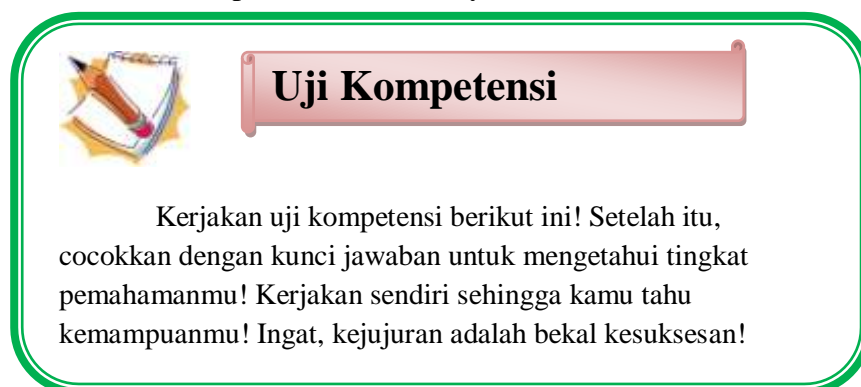 Uji Kompetensi
Kerjakan uji kompetensi berikut ini! Setelah itu,
cocokkan dengan kunci jawaban untuk mengetahui tingkat
pemahamanmu! Kerjakan sendiri sehingga kamu tahu
kemampuanmu! Ingat, kejujuran adalah bekal kesuksesan!